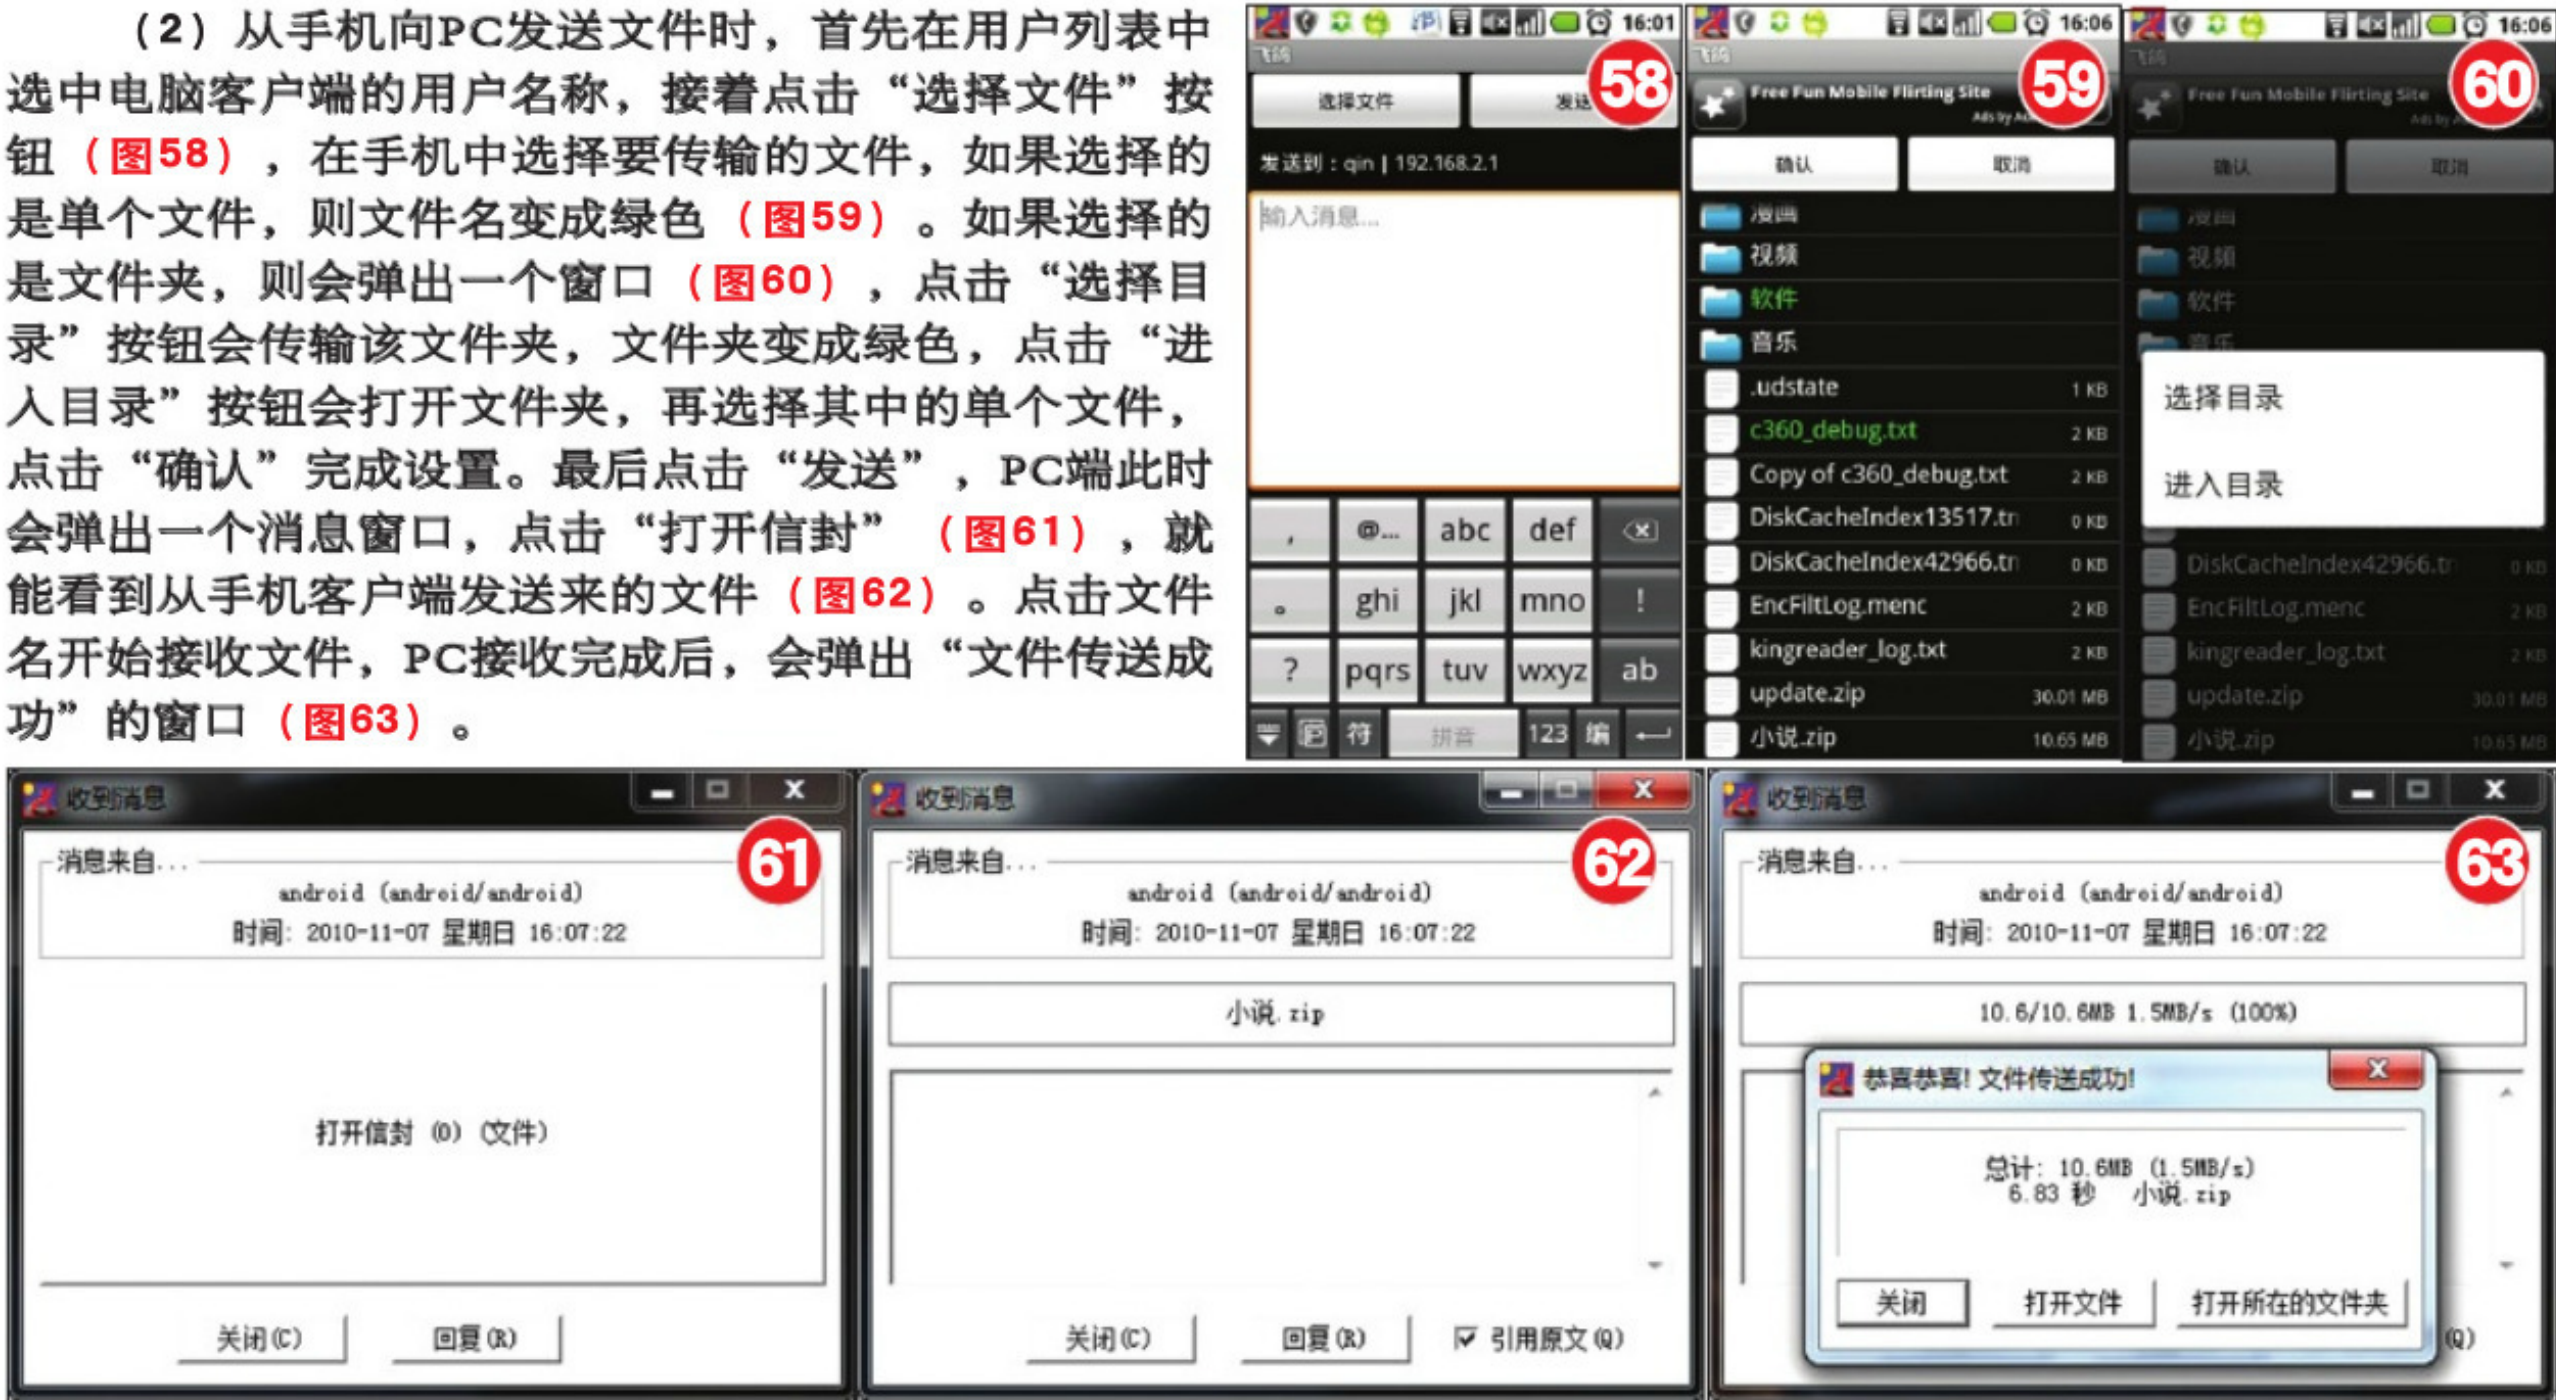 （2）从手机向PC发送文件时，首先在用户列表中
选中电脑客户端的用户名称，接着点击“选择文件”按
钮（图58），在手机中选择要传输的文件，如果选择的
是单个文件，则文件名变成绿色（图59）。如果选择的
是文件夹，则会弹出一个窗口（图60），点击“选择目
录”按钮会传输该文件夹，文件夹变成绿色，点击“进
入目录”按钮会打开文件夹，再选择其中的单个文件，
点击“确认”完成设置。最后点击“发送”，PC端此时
会弹出一个消息窗口，点击“打开信封”（图61），就
能看到从手机客户端发送来的文件（图62）。点击文件
名开始接收文件，PC接收完成后，会弹出“文件传送成
功”的窗口（图63）。
16:01
58
飞鸽
选择文件 发送
发送到：qin | 192.168.2.1
输入消息...
， @... abc def
。 ghi jkl mno !
? pqrs tuv wxyz ab
符 拼音 123 编
16:06
59
飞鸽
Free Fun Mobile Flirting Site
Ads by
确认 取消
漫画
视频
软件
音乐
.udstate 1 KB
c360_debug.txt 2 KB
Copy of c360_debug.txt 2 KB
DiskCacheIndex13517.tr 0 KB
DiskCacheIndex42966.tr 0 KB
EncFiltLog.menc 2 KB
kingreader_log.txt 2 KB
update.zip 30.01 MB
小说.zip 10.65 MB
16:06
60
飞鸽
Free Fun Mobile Flirting Site
Ads by
确认 取消
漫画
视频
软件
音乐
选择目录
进入目录
DiskCacheIndex42966.tr 0 KB
EncFiltLog.menc 2 KB
kingreader_log.txt 2 KB
update.zip 30.01 MB
小说.zip 10.65 MB
收到消息
61
消息来自...
android (android/android)
时间: 2010-11-07 星期日 16:07:22
打开信封 (0) (文件)
关闭(C) 回复(R)
收到消息
62
消息来自...
android (android/android)
时间: 2010-11-07 星期日 16:07:22
小说.zip
关闭(C) 回复(R) 引用原文(Q)
收到消息
63
消息来自...
android (android/android)
时间: 2010-11-07 星期日 16:07:22
10.6/10.6MB 1.5MB/s (100%)
恭喜恭喜! 文件传送成功!
总计: 10.6MB (1.5MB/s)
6.83 秒 小说.zip
关闭 打开文件 打开所在的文件夹
(Q)